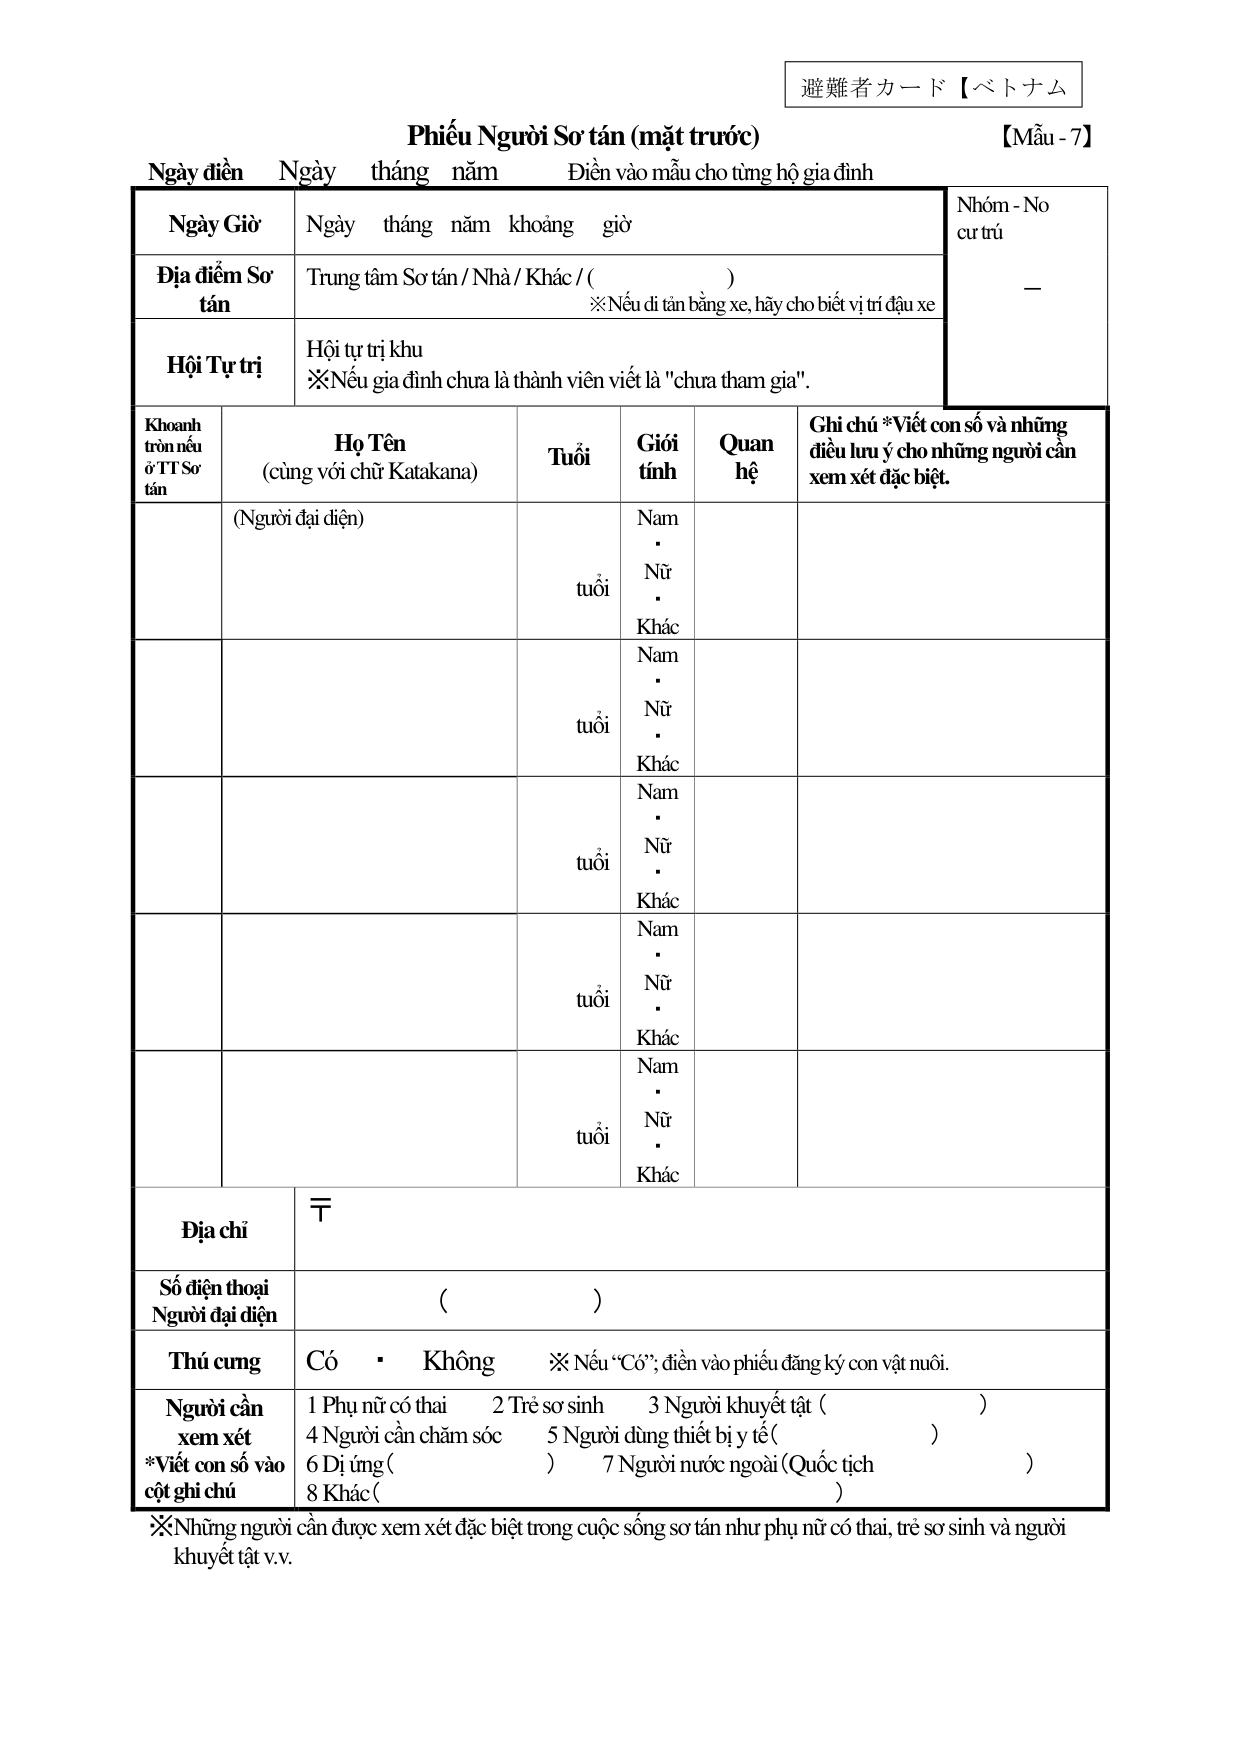 避難者カード【ベトナム
Phiếu Người Sơ tán (mặt trước)
【Mẫu - 7】
Ngày điền Ngày tháng năm Điền vào mẫu cho từng hộ gia đình
Ngày Giờ
Ngày tháng năm khoảng giờ
Nhóm - No
cư trú
－
Địa điểm Sơ
tán
Trung tâm Sơ tán / Nhà / Khác / ( )
※Nếu di tản bằng xe, hãy cho biết vị trí đậu xe
Hội Tự trị
Hội tự trị khu
※Nếu gia đình chưa là thành viên viết là "chưa tham gia".
Khoanh
tròn nếu
ở TT Sơ
tán
Họ Tên
(cùng với chữ Katakana)
Tuổi
Giới
tính
Quan
hệ
Ghi chú *Viết con số và những
điều lưu ý cho những người cần
xem xét đặc biệt.
(Người đại diện)
tuổi
Nam
・
Nữ
・
Khác
tuổi
Nam
・
Nữ
・
Khác
tuổi
Nam
・
Nữ
・
Khác
tuổi
Nam
・
Nữ
・
Khác
tuổi
Nam
・
Nữ
・
Khác
Địa chỉ
〒
Số điện thoại
Người đại diện
( )
Thú cưng
Có ・ Không ※ Nếu “Có”; điền vào phiếu đăng ký con vật nuôi.
Người cần
xem xét
*Viết con số vào
cột ghi chú
1 Phụ nữ có thai 2 Trẻ sơ sinh 3 Người khuyết tật ( )
4 Người cần chăm sóc 5 Người dùng thiết bị y tế( )
6 Dị ứng( ) 7 Người nước ngoài(Quốc tịch )
8 Khác( )
※Những người cần được xem xét đặc biệt trong cuộc sống sơ tán như phụ nữ có thai, trẻ sơ sinh và người
khuyết tật v.v.